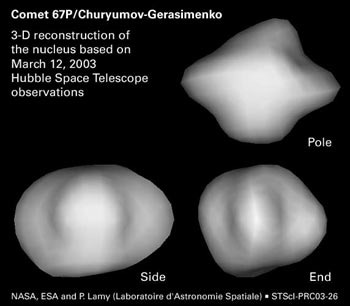 Comet 67P/Churyumov-Gerasimenko
3-D reconstruction of
the nucleus based on
March 12, 2003
Hubble Space Telescope
observations
Pole
Side
End
NASA, ESA and P. Lamy (Laboratoire d'Astronomie Spatiale) • STScI-PRC03-26